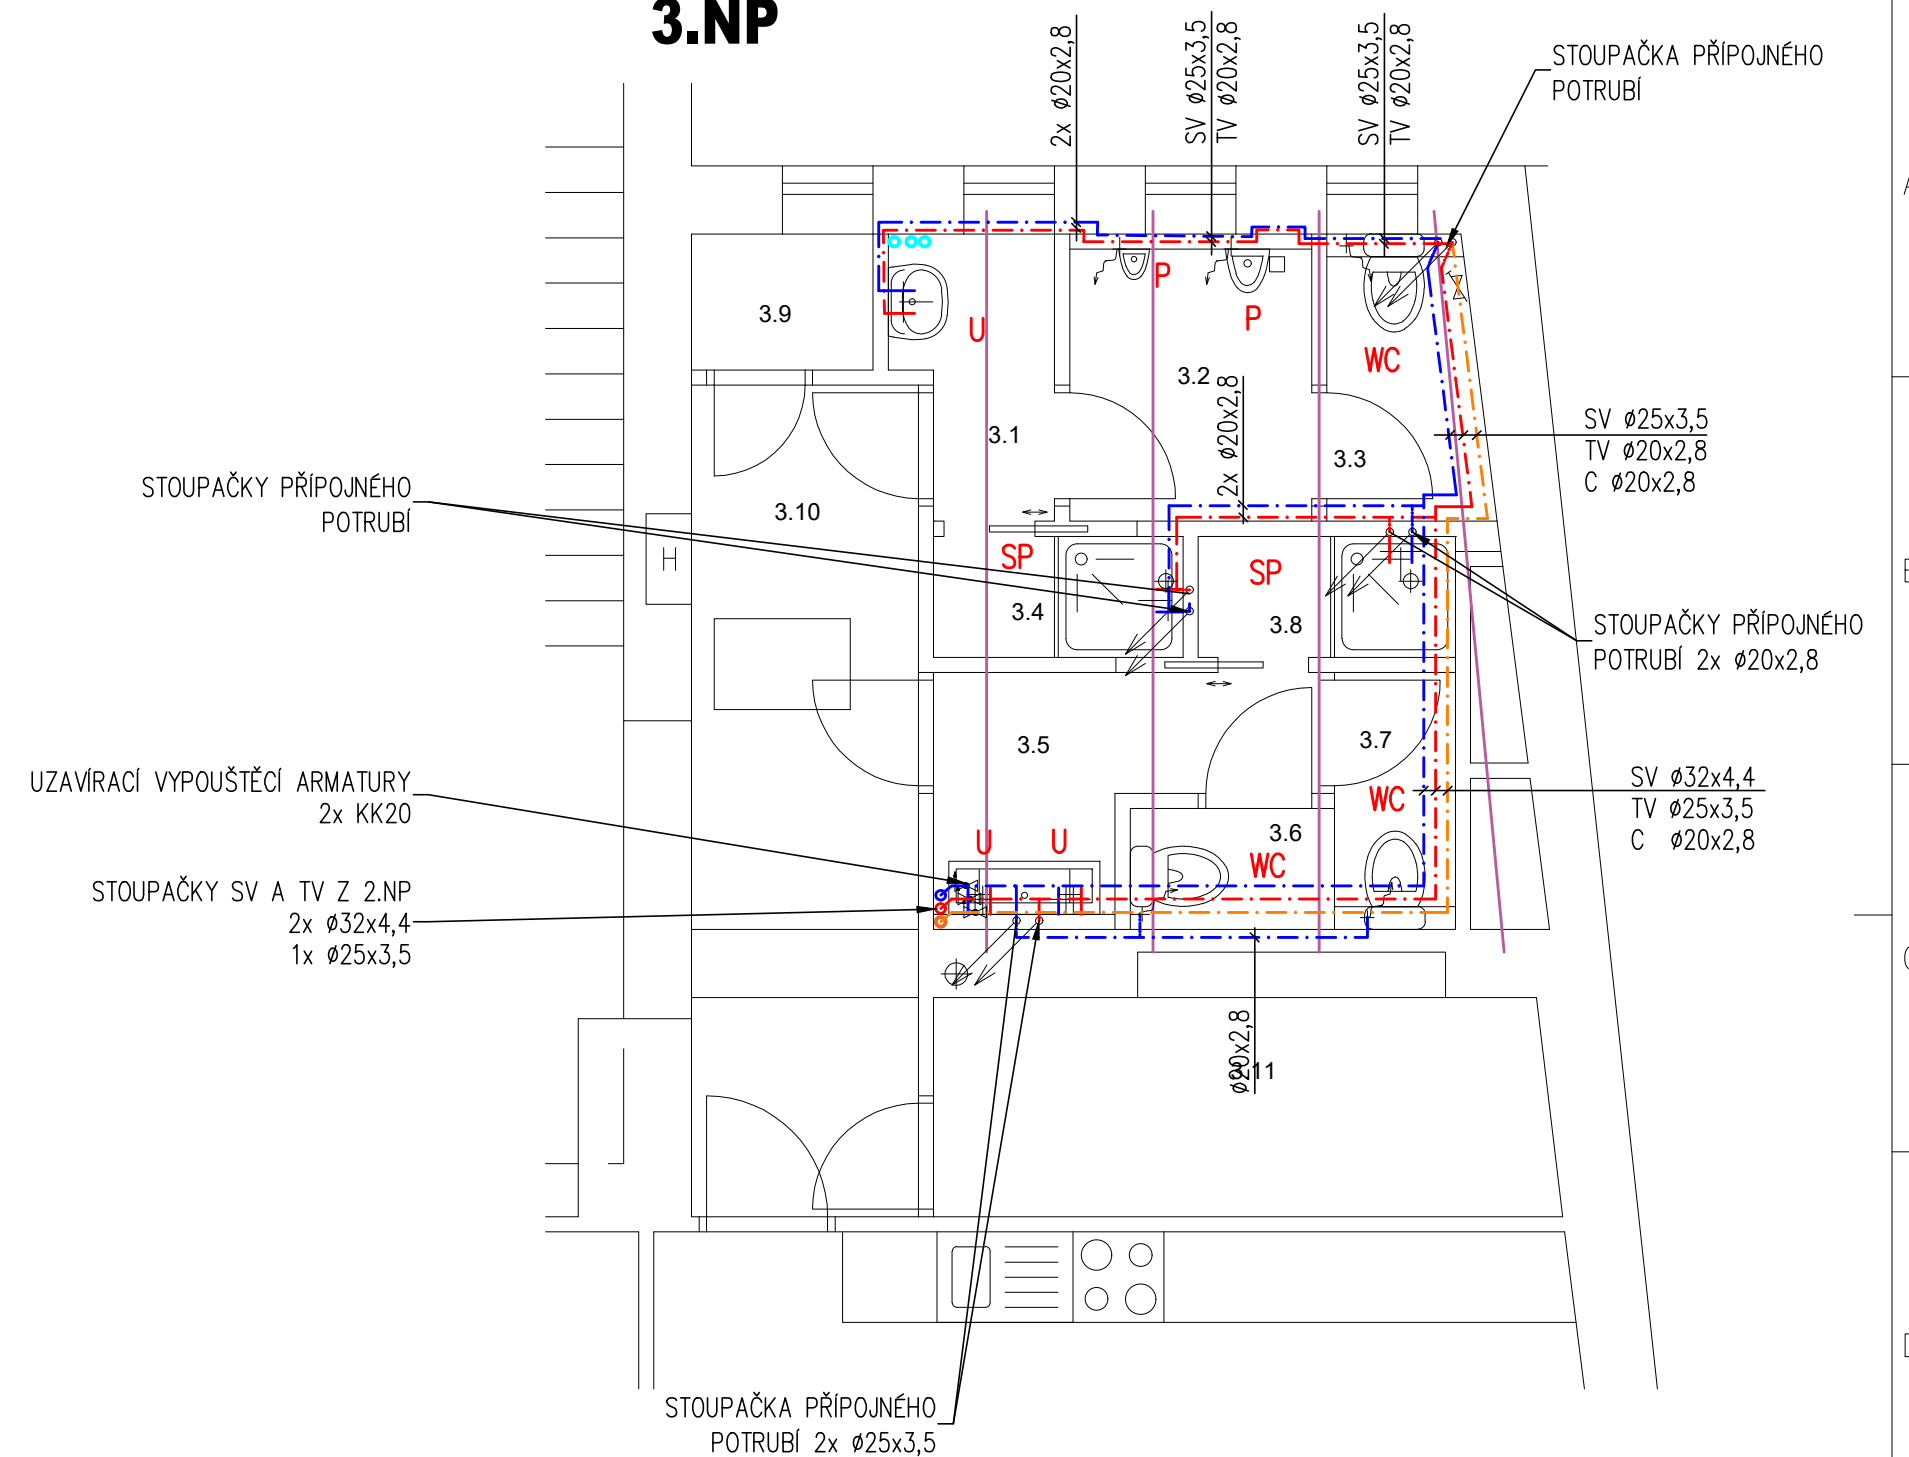 3.NP
2x ø20x2,8
SV ø25x3,5
TV ø20x2,8
SV ø25x3,5
TV ø20x2,8
STOUPAČKA PŘÍPOJNÉHO
POTRUBÍ
A
3.9
U
P
P
WC
3.2
3.1
3.3
2x ø20x2,8
SV ø25x3,5
TV ø20x2,8
C ø20x2,8
STOUPAČKY PŘÍPOJNÉHO
POTRUBÍ
3.10
H
SP
SP
3.4
3.8
STOUPAČKY PŘÍPOJNÉHO
POTRUBÍ 2x ø20x2,8
3.5
3.7
UZAVÍRACÍ VYPOUŠTĚCÍ ARMATURY
2x KK20
SV ø32x4,4
TV ø25x3,5
C ø20x2,8
WC
U
U
3.6
WC
STOUPAČKY SV A TV Z 2.NP
2x ø32x4,4
1x ø25x3,5
ø20x2,8
3.11
STOUPAČKA PŘÍPOJNÉHO
POTRUBÍ 2x ø25x3,5